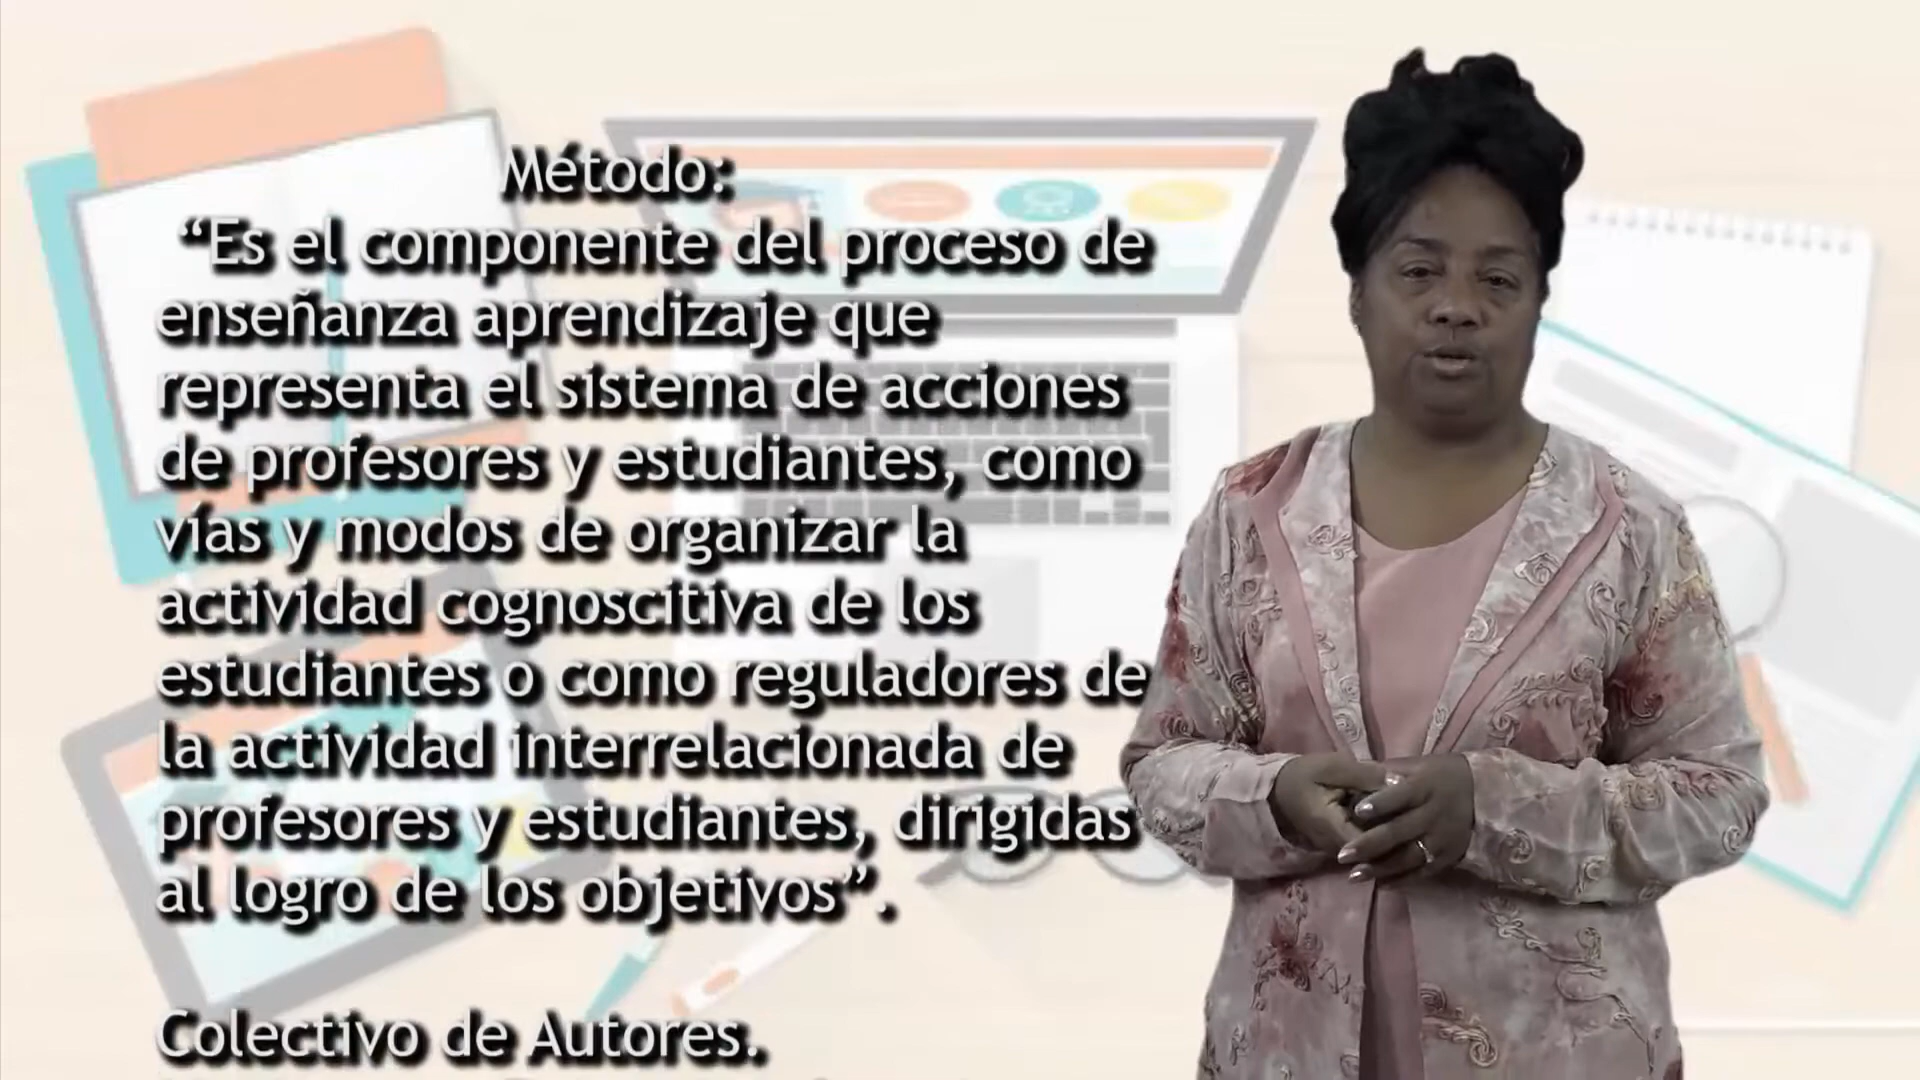 Método:
“Es el componente del proceso de
enseñanza aprendizaje que
representa el sistema de acciones
de profesores y estudiantes, como
vías y modos de organizar la
actividad cognoscitiva de los
estudiantes o como reguladores de
la actividad interrelacionada de
profesores y estudiantes, dirigidas
al logro de los objetivos”.
Colectivo de Autores.